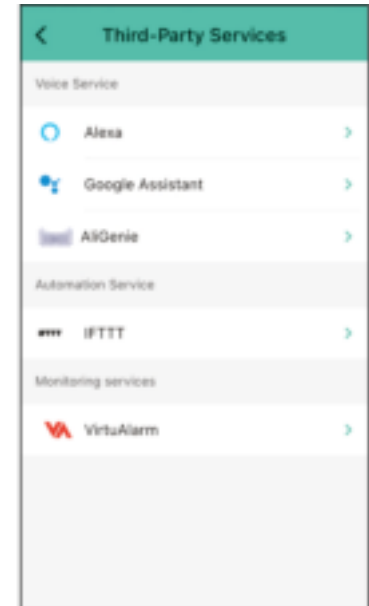 Third-Party Services
Voice Service
Alexa
Google Assistant
AliGenie
Automation Service
IFTTT
Monitoring services
VirtuAlarm